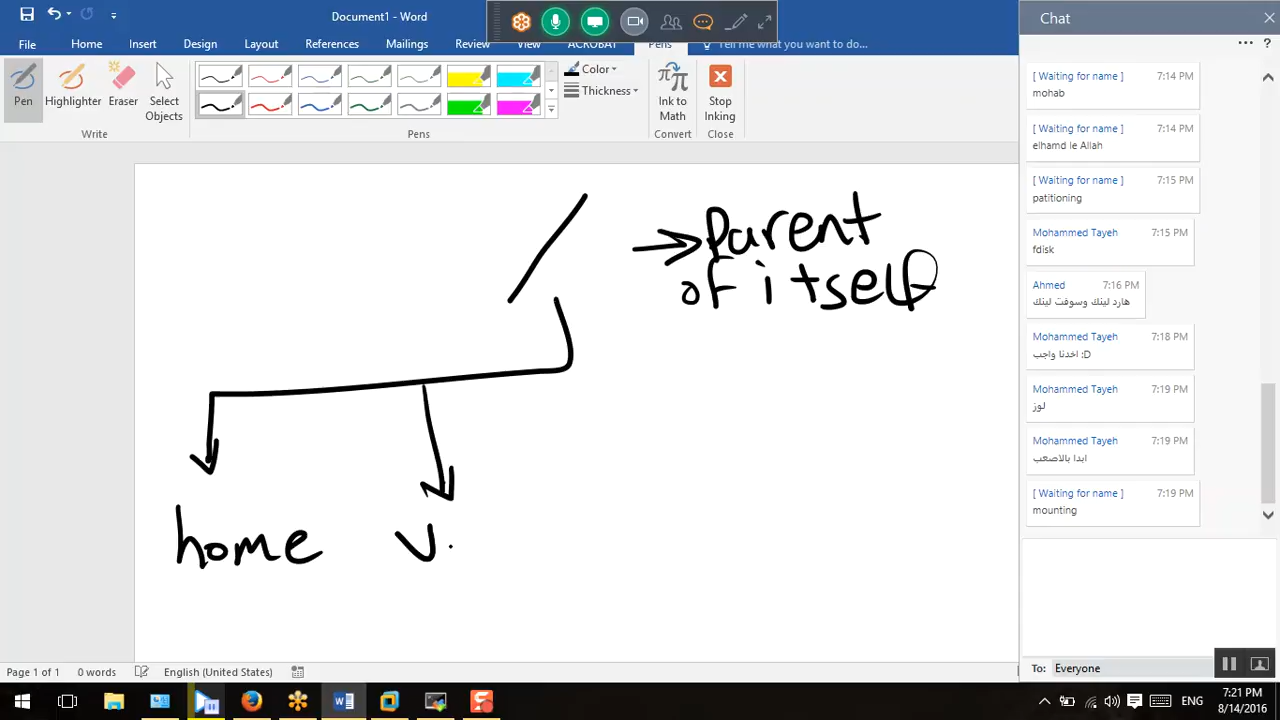 Document1 - Word
File Home Insert Design Layout References Mailings Review View ACROBAT Pens Tell me what you want to do...
Pen
Highlighter
Eraser
Select
Objects
Color
Thickness
Ink to
Math
Stop
Inking
Write
Pens
Convert
Close
Parent
of itself
home v
Chat
[ Waiting for name ] 7:14 PM
mohab
[ Waiting for name ] 7:14 PM
elhamd le Allah
[ Waiting for name ] 7:15 PM
patitioning
Mohammed Tayeh 7:15 PM
fdisk
Ahmed 7:16 PM
هارد لينك وسوفت لينك
Mohammed Tayeh 7:18 PM
اخدنا واجب :D
Mohammed Tayeh 7:19 PM
لوز
Mohammed Tayeh 7:19 PM
ابدا بالاصعب
[ Waiting for name ] 7:19 PM
mounting
To: Everyone
Page 1 of 1 0 words English (United States)
ENG 7:21 PM
8/14/2016